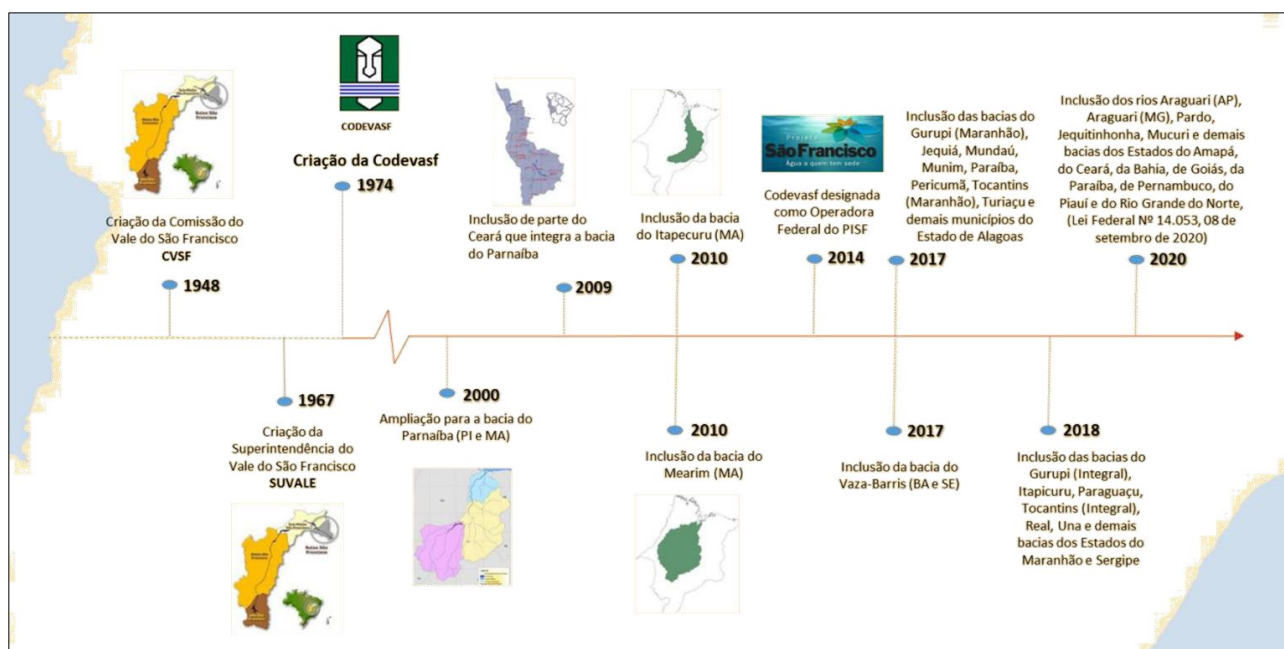 Criação da Comissão do
Vale do São Francisco
CVSF
1948
1967
Criação da
Superintendência do
Vale do São Francisco
SUVALE
CODEVASF
Criação da Codevasf
1974
2000
Ampliação para a bacia do
Parnaíba (PI e MA)
Inclusão de parte do
Ceará que integra a bacia
do Parnaíba
2009
Inclusão da bacia
do Itapecuru (MA)
2010
2010
Inclusão da bacia do
Mearim (MA)
Projeto
São Francisco
Água a quem tem sede
Codevasf designada
como Operadora
Federal do PISF
2014
Inclusão das bacias do
Gurupi (Maranhão),
Jequiá, Mundaú,
Munim, Paraíba,
Pericumã, Tocantins
(Maranhão), Turiaçu e
demais municípios do
Estado de Alagoas
2017
2017
Inclusão da bacia do
Vaza-Barris (BA e SE)
2018
Inclusão das bacias do
Gurupi (Integral),
Itapicuru, Paraguaçu,
Tocantins (Integral),
Real, Una e demais
bacias dos Estados do
Maranhão e Sergipe
Inclusão dos rios Araguari (AP),
Araguari (MG), Pardo,
Jequitinhonha, Mucuri e demais
bacias dos Estados do Amapá,
do Ceará, da Bahia, de Goiás, da
Paraíba, de Pernambuco, do
Piauí e do Rio Grande do Norte,
(Lei Federal Nº 14.053, 08 de
setembro de 2020)
2020